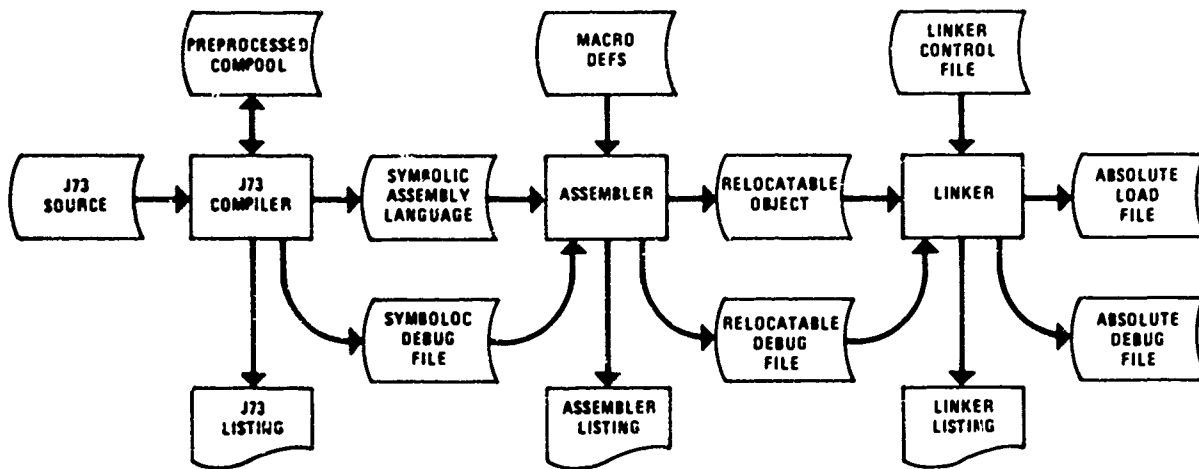 PREPROCESSED
COMPOOL
MACRO
DEFS
LINKER
CONTROL
FILE
J73
SOURCE
J73
COMPILER
SYMBOLIC
ASSEMBLY
LANGUAGE
ASSEMBLER
RELOCATABLE
OBJECT
LINKER
ABSOLUTE
LOAD
FILE
SYMBOLOC
DEBUG
FILE
RELOCATABLE
DEBUG
FILE
ABSOLUTE
DEBUG
FILE
J73
LISTING
ASSEMBLER
LISTING
LINKER
LISTING